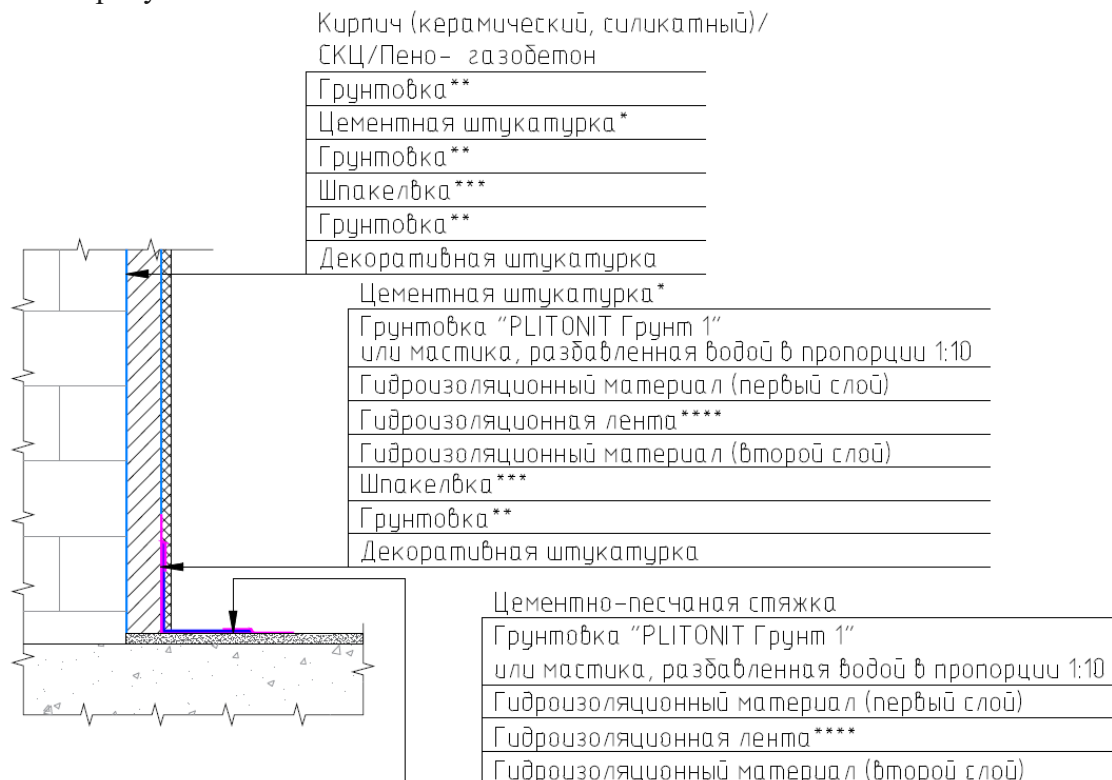 Кирпич (керамический, силикатный)/
СКЦ/Пено- газобетон
Грунтовка**
Цементная штукатурка*
Грунтовка**
Шпакелвка***
Грунтовка**
Декоративная штукатурка
Цементная штукатурка*
Грунтовка "PLITONIT Грунт 1"
или мастика, разбавленная водой в пропорции 1:10
Гидроизоляционный материал (первый слой)
Гидроизоляционная лента****
Гидроизоляционный материал (второй слой)
Шпакелвка***
Грунтовка**
Декоративная штукатурка
Цементно-песчаная стяжка
Грунтовка "PLITONIT Грунт 1"
или мастика, разбавленная водой в пропорции 1:10
Гидроизоляционный материал (первый слой)
Гидроизоляционная лента****
Гидроизоляционный материал (второй слой)